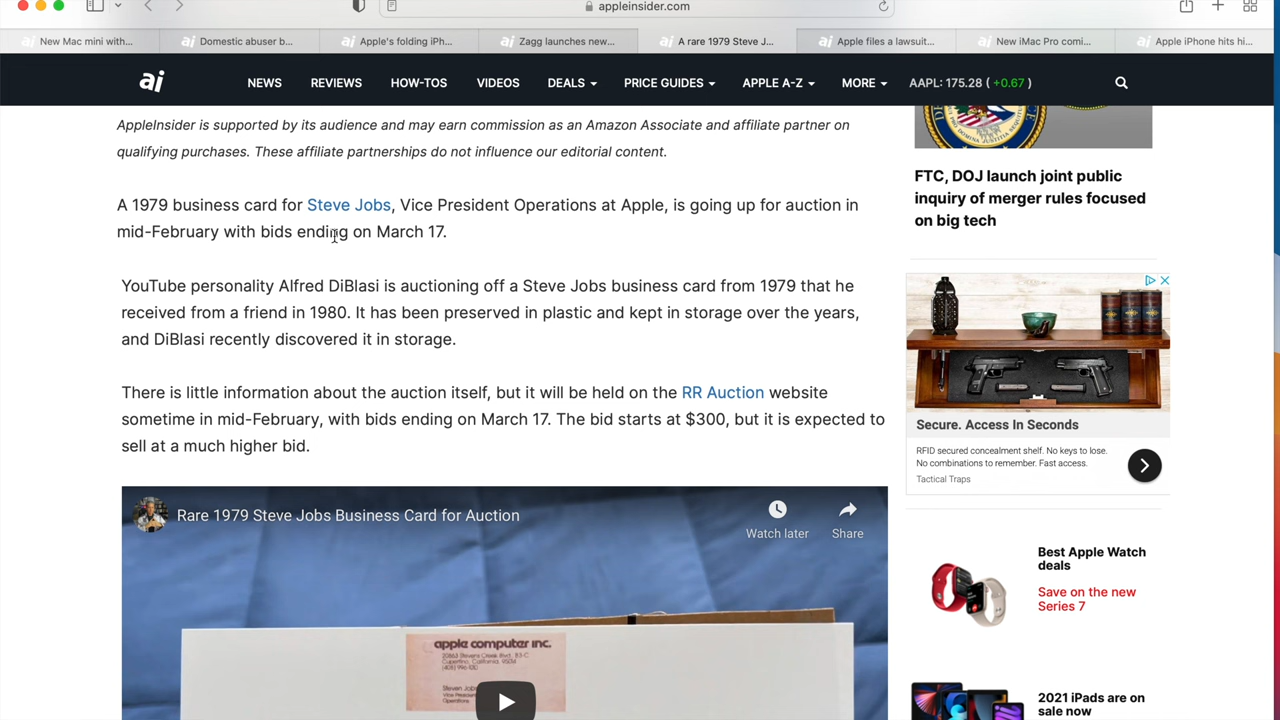 appleinsider.com
New Mac mini with...
Domestic abuser b...
Apple's folding iPh...
Zagg launches new...
A rare 1979 Steve J...
Apple files a lawsuit...
New iMac Pro comi...
Apple iPhone hits hi...
ai
NEWS
REVIEWS
HOW-TOS
VIDEOS
DEALS
PRICE GUIDES
APPLE A-Z
MORE
AAPL: 175.28 ( +0.67 )
AppleInsider is supported by its audience and may earn commission as an Amazon Associate and affiliate partner on
qualifying purchases. These affiliate partnerships do not influence our editorial content.
A 1979 business card for Steve Jobs, Vice President Operations at Apple, is going up for auction in
mid-February with bids ending on March 17.
YouTube personality Alfred DiBlasi is auctioning off a Steve Jobs business card from 1979 that he
received from a friend in 1980. It has been preserved in plastic and kept in storage over the years,
and DiBlasi recently discovered it in storage.
There is little information about the auction itself, but it will be held on the RR Auction website
sometime in mid-February, with bids ending on March 17. The bid starts at $300, but it is expected to
sell at a much higher bid.
Rare 1979 Steve Jobs Business Card for Auction
Watch later
Share
apple computer inc.
Cupertino, California. 95014
(408) 996-1010
Steven Jobs
Operations
FTC, DOJ launch joint public
inquiry of merger rules focused
on big tech
Secure. Access In Seconds
RFID secured concealment shelf. No keys to lose.
No combinations to remember. Fast access.
Tactical Traps
Best Apple Watch
deals
Save on the new
Series 7
2021 iPads are on
sale now